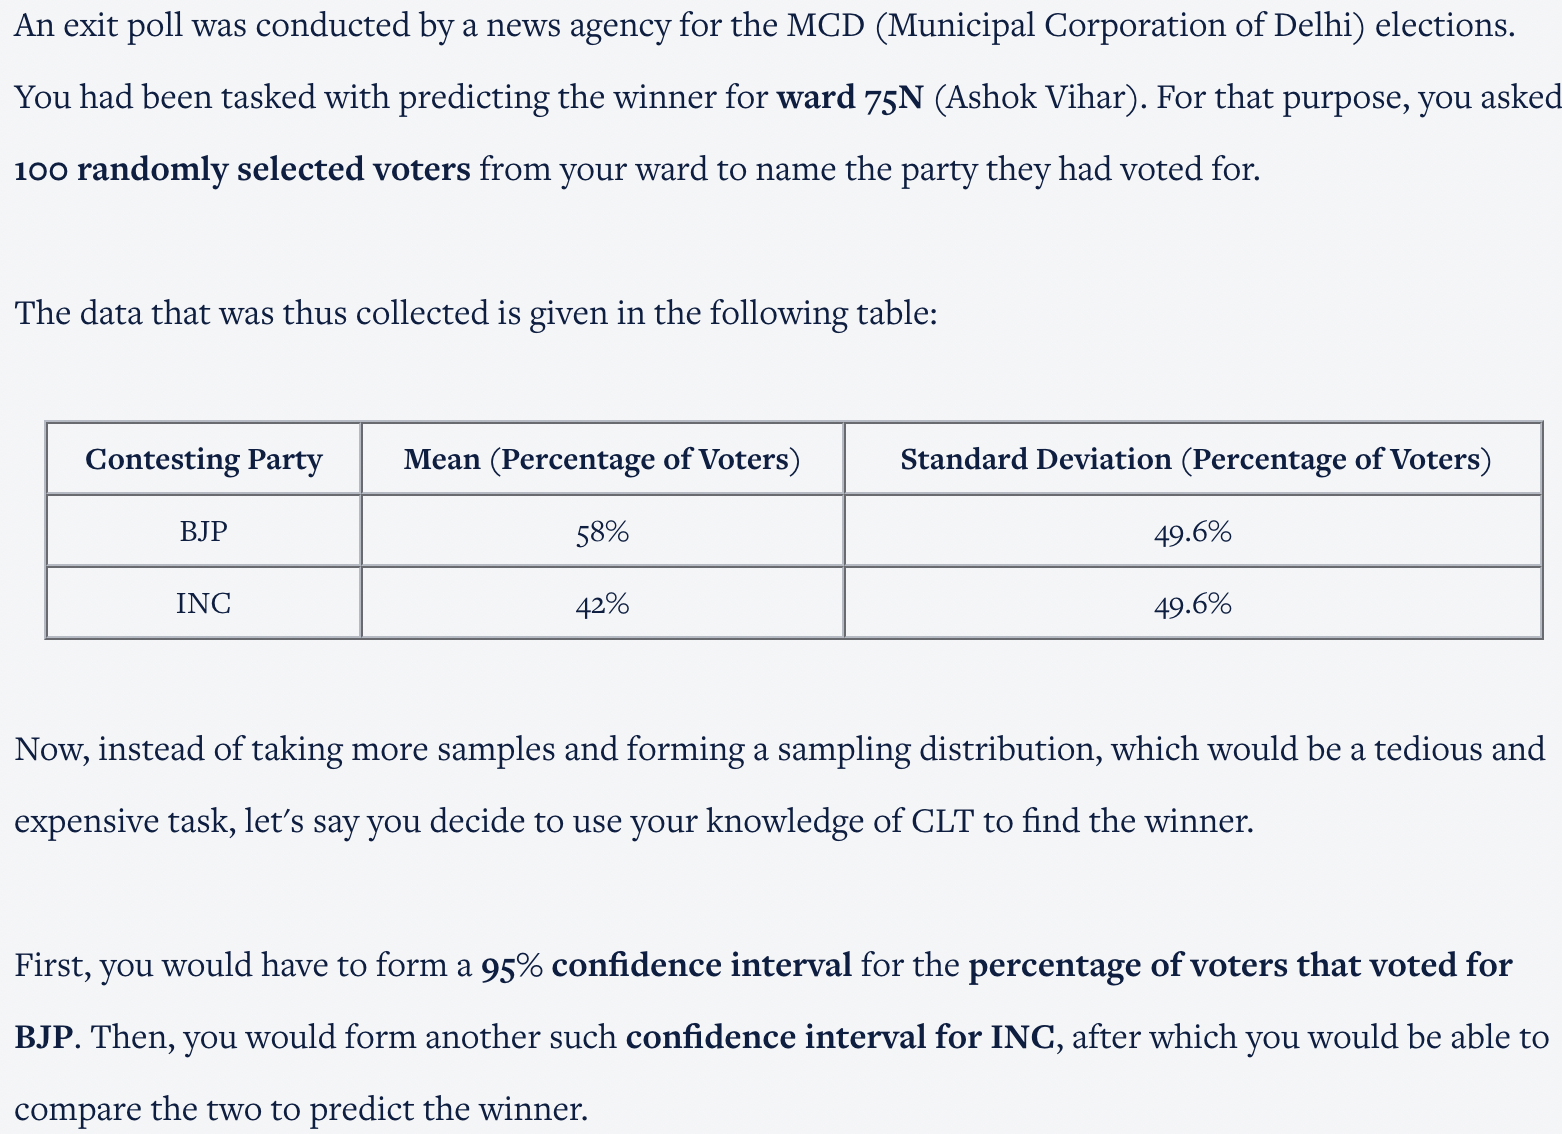 An exit poll was conducted by a news agency for the MCD (Municipal Corporation of Delhi) elections.
You had been tasked with predicting the winner for ward 75N (Ashok Vihar). For that purpose, you asked
100 randomly selected voters from your ward to name the party they had voted for.
The data that was thus collected is given in the following table:
Contesting Party Mean (Percentage of Voters) Standard Deviation (Percentage of Voters)
BJP 58% 49.6%
INC 42% 49.6%
Now, instead of taking more samples and forming a sampling distribution, which would be a tedious and
expensive task, let's say you decide to use your knowledge of CLT to find the winner.
First, you would have to form a 95% confidence interval for the percentage of voters that voted for
BJP. Then, you would form another such confidence interval for INC, after which you would be able to
compare the two to predict the winner.